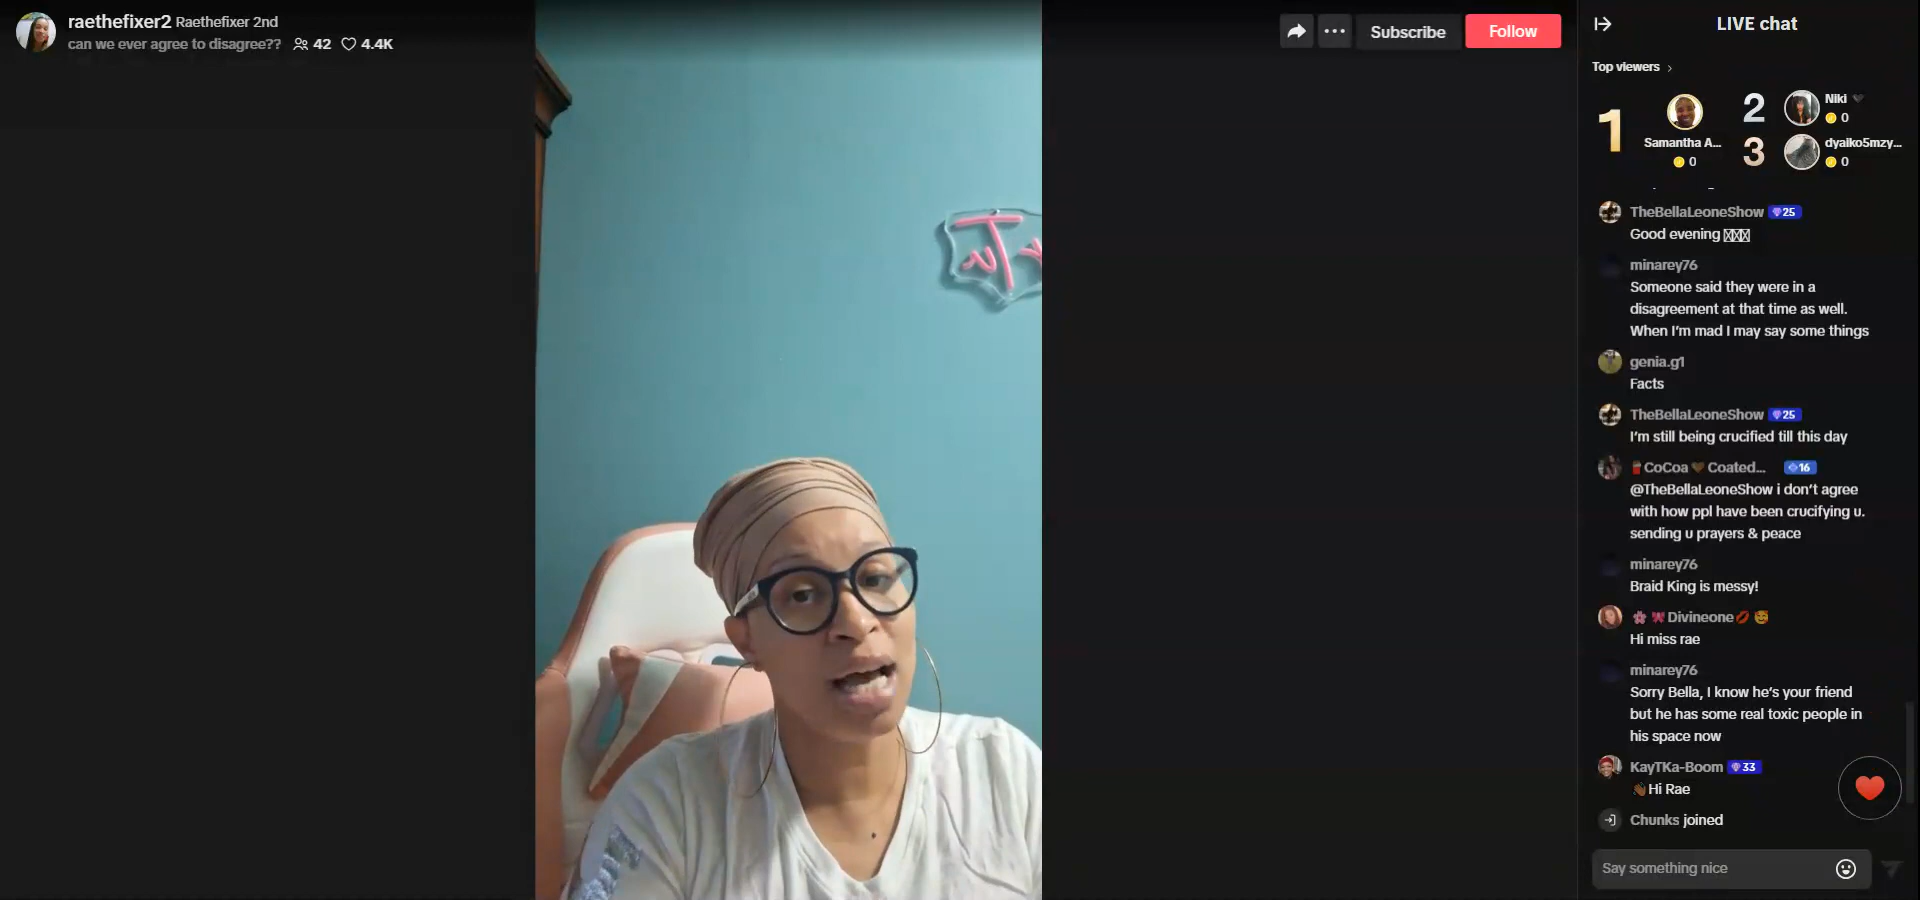 raethefixer2 Raethefixer 2nd
can we ever agree to disagree?? 42 4.4K
Subscribe
Follow
LIVE chat
Top viewers
1
Samantha A...
0
2
Niki
0
3
dyaiko5mzy...
0
TheBellaLeoneShow 25
Good evening
minarey76
Someone said they were in a
disagreement at that time as well.
When I'm mad I may say some things
genia.g1
Facts
TheBellaLeoneShow 25
I'm still being crucified till this day
CoCoa Coated... 16
@TheBellaLeoneShow i don't agree
with how ppl have been crucifying u.
sending u prayers & peace
minarey76
Braid King is messy!
Divineone
Hi miss rae
minarey76
Sorry Bella, I know he's your friend
but he has some real toxic people in
his space now
KayTKa-Boom 33
Hi Rae
Chunks joined
Say something nice